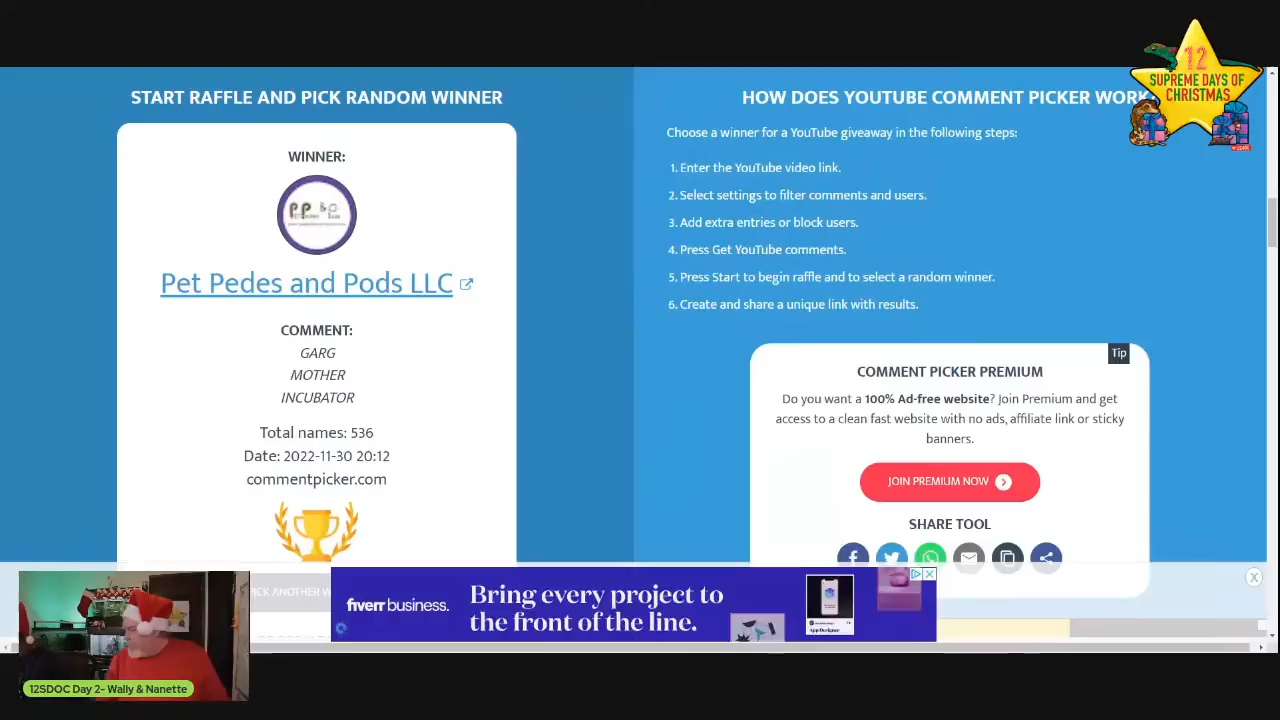 12
SUPREME DAYS OF
CHRISTMAS
START RAFFLE AND PICK RANDOM WINNER
WINNER:
Pet Pedes and Pods LLC
COMMENT:
GARG
MOTHER
INCUBATOR
Total names: 536
Date: 2022-11-30 20:12
commentpicker.com
PICK ANOTHER W
HOW DOES YOUTUBE COMMENT PICKER WORK
Choose a winner for a YouTube giveaway in the following steps:
1. Enter the YouTube video link.
2. Select settings to filter comments and users.
3. Add extra entries or block users.
4. Press Get YouTube comments.
5. Press Start to begin raffle and to select a random winner.
6. Create and share a unique link with results.
Tip
COMMENT PICKER PREMIUM
Do you want a 100% Ad-free website? Join Premium and get
access to a clean fast website with no ads, affiliate link or sticky
banners.
JOIN PREMIUM NOW
SHARE TOOL
fiverr business.
Bring every project to
the front of the line.
App Designer
12SDOC Day 2- Wally & Nanette